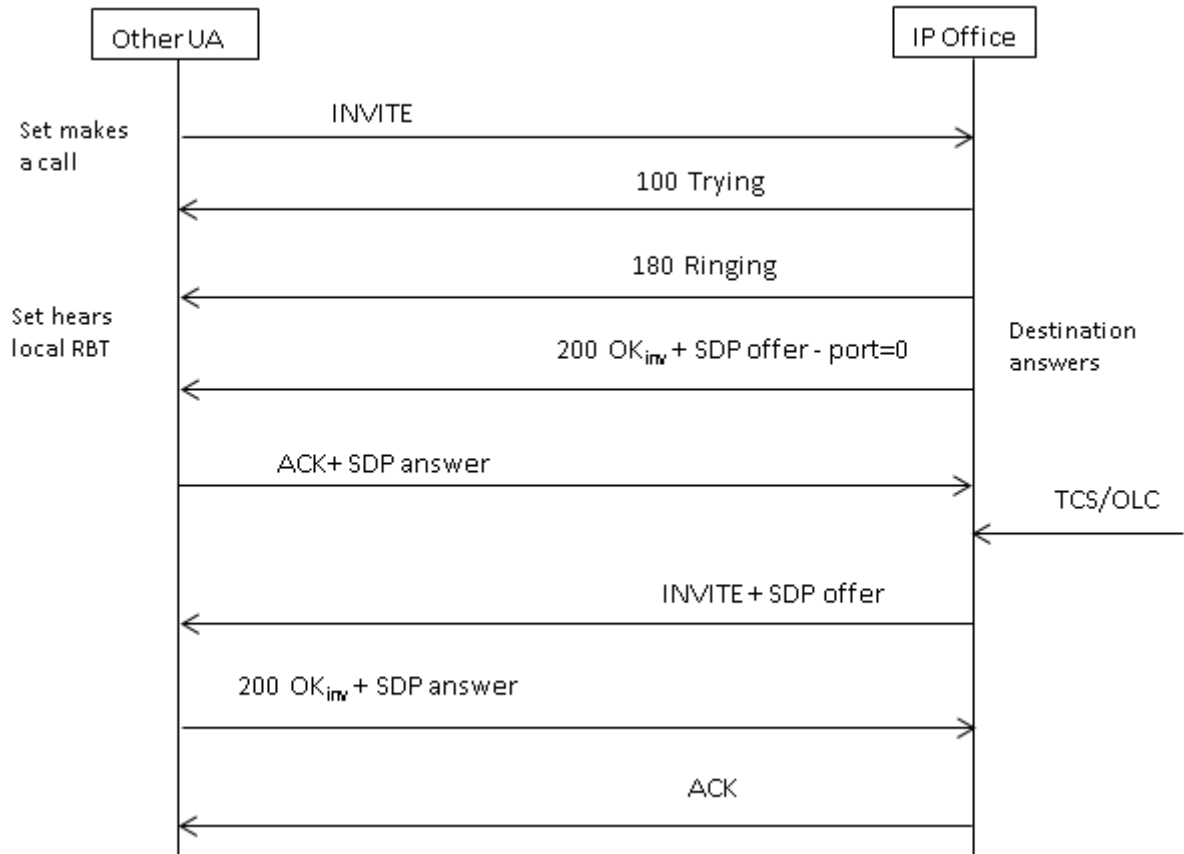 Other UA
IP Office
INVITE
Set makes
a call
100 Trying
180 Ringing
Set hears
local RBT
200 OKinv + SDP offer - port=0
Destination
answers
ACK+ SDP answer
TCS/OLC
INVITE + SDP offer
200 OKinv + SDP answer
ACK